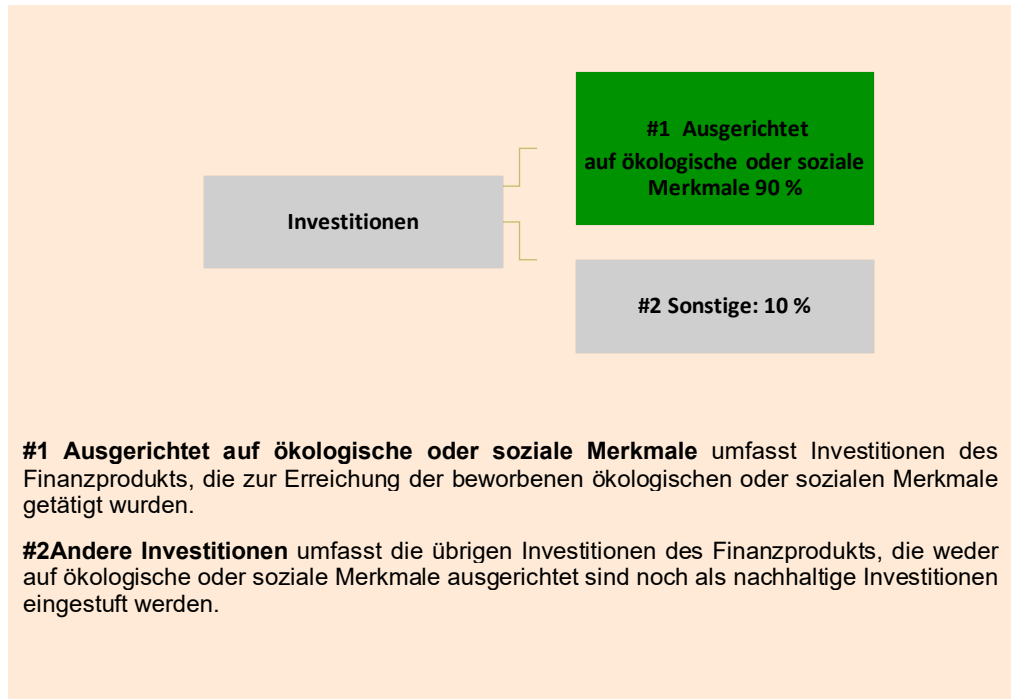 #1 Ausgerichtet
auf ökologische oder soziale
Merkmale 90 %
Investitionen
#2 Sonstige: 10 %
#1 Ausgerichtet auf ökologische oder soziale Merkmale umfasst Investitionen des
Finanzprodukts, die zur Erreichung der beworbenen ökologischen oder sozialen Merkmale
getätigt wurden.
#2Andere Investitionen umfasst die übrigen Investitionen des Finanzprodukts, die weder
auf ökologische oder soziale Merkmale ausgerichtet sind noch als nachhaltige Investitionen
eingestuft werden.